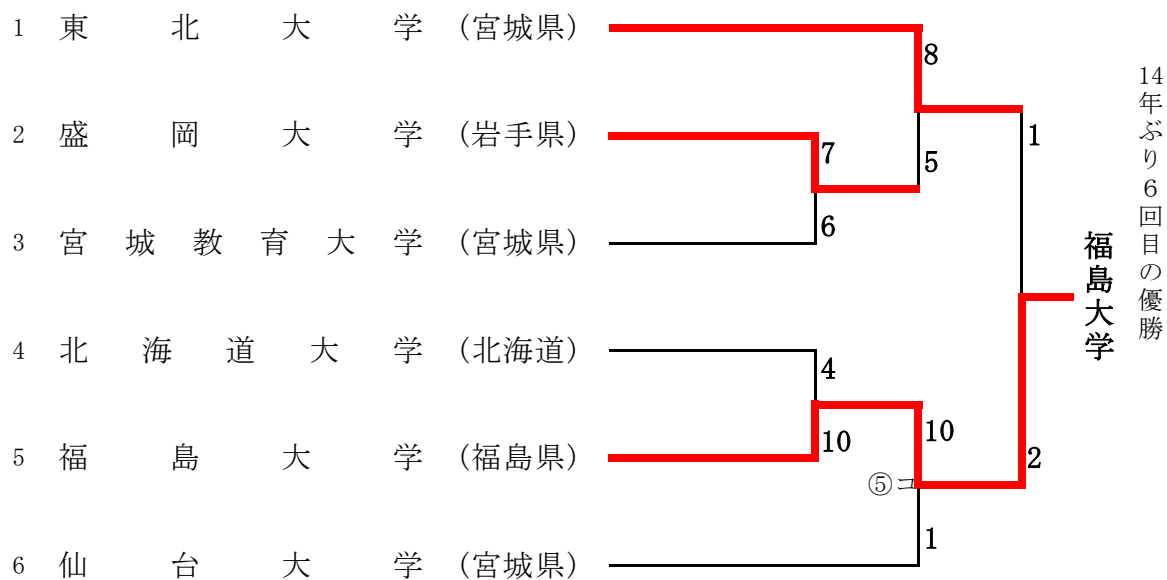 1 東北大学 (宮城県)
8
2 盛岡大学 (岩手県)
1
7
5
3 宮城教育大学 (宮城県)
6
福島大学
14年ぶり6回目の優勝
4 北海道大学 (北海道)
4
10
10
5 福島大学 (福島県)
2
⑤コ
1
6 仙台大学 (宮城県)